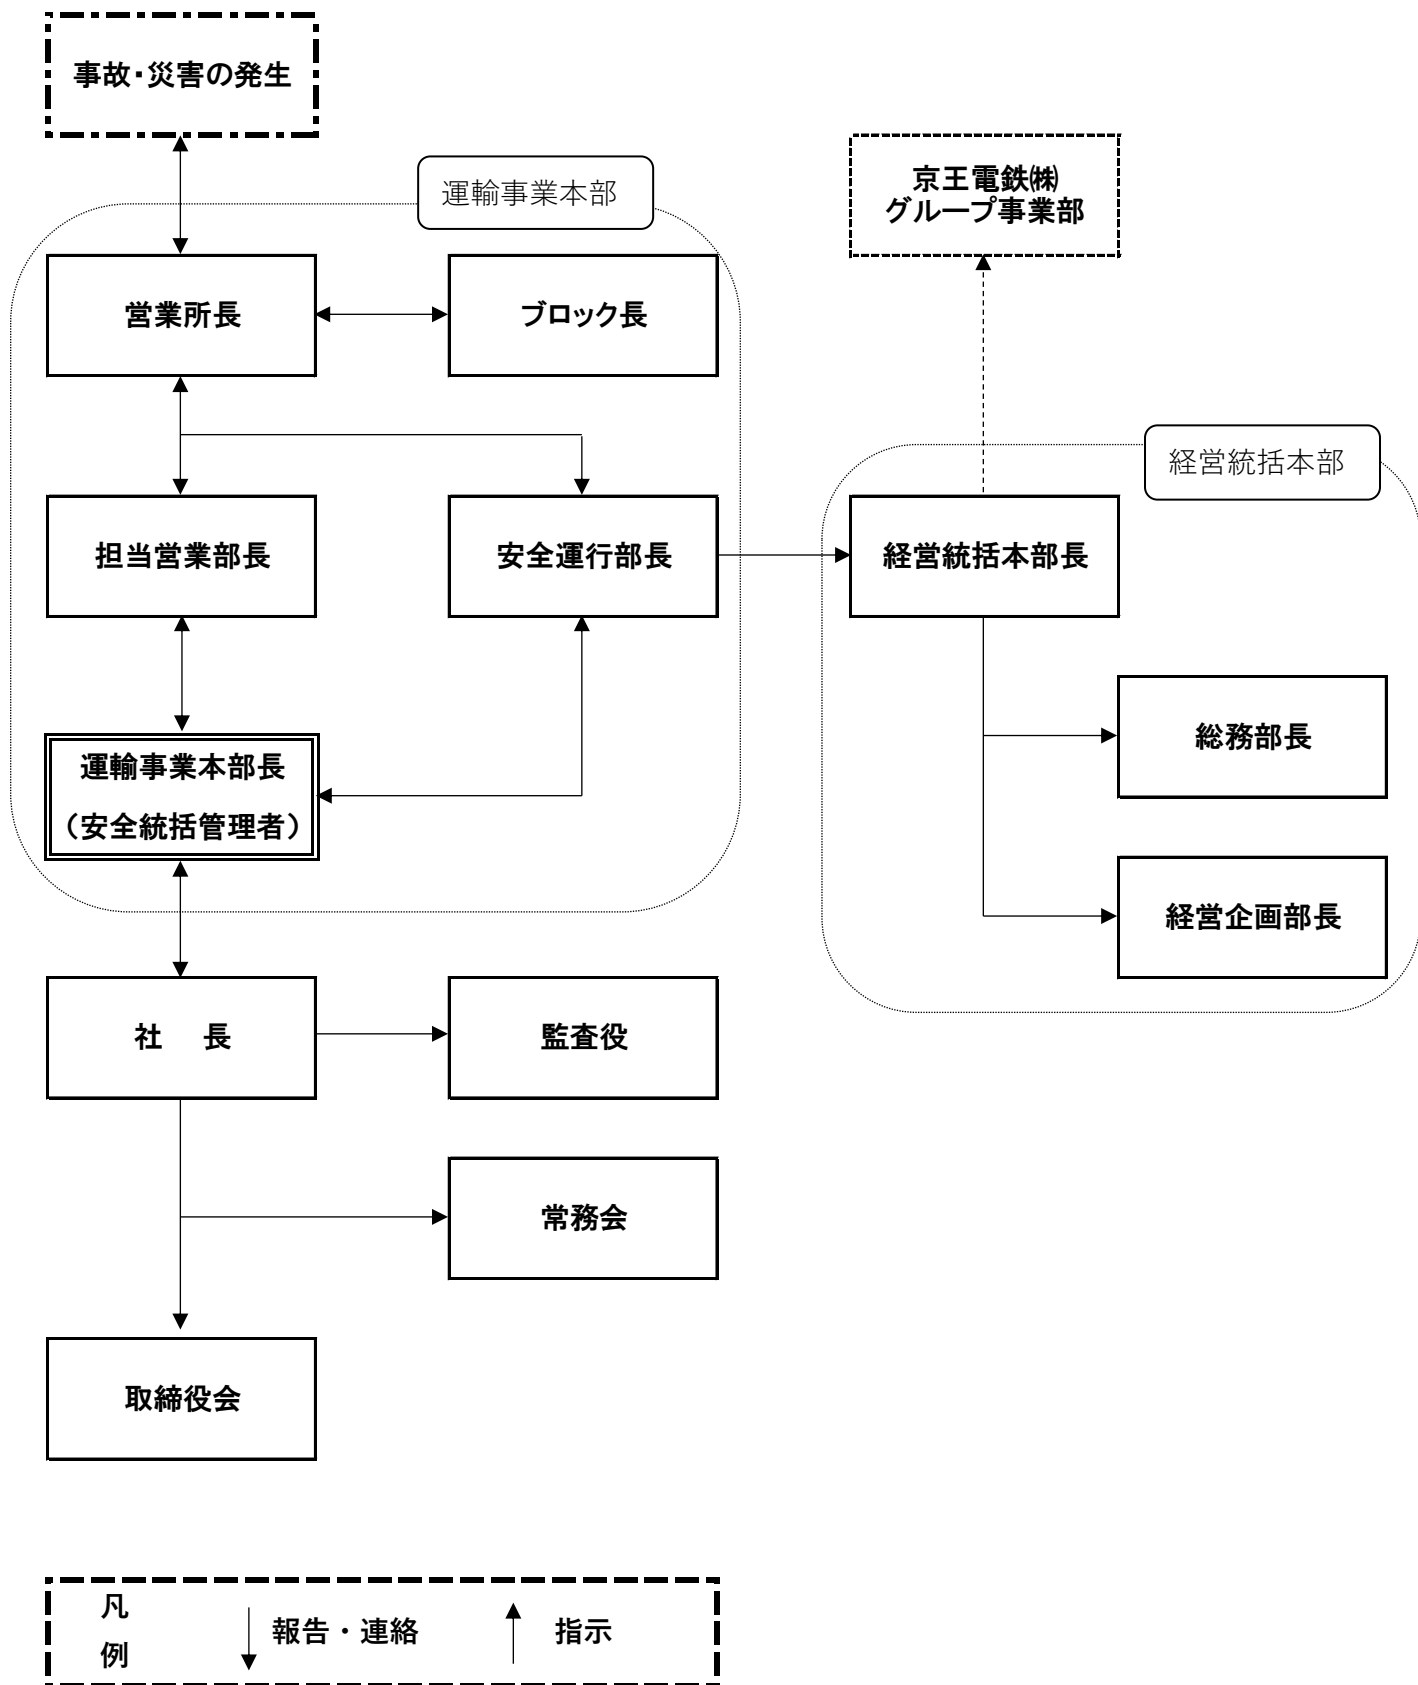 事故・災害の発生
運輸事業本部
京王電鉄㈱
グループ事業部
営業所長
ブロック長
経営統括本部
担当営業部長
安全運行部長
経営統括本部長
総務部長
運輸事業本部長
（安全統括管理者）
経営企画部長
社　長
監査役
常務会
取締役会
凡
例
報告・連絡
指示